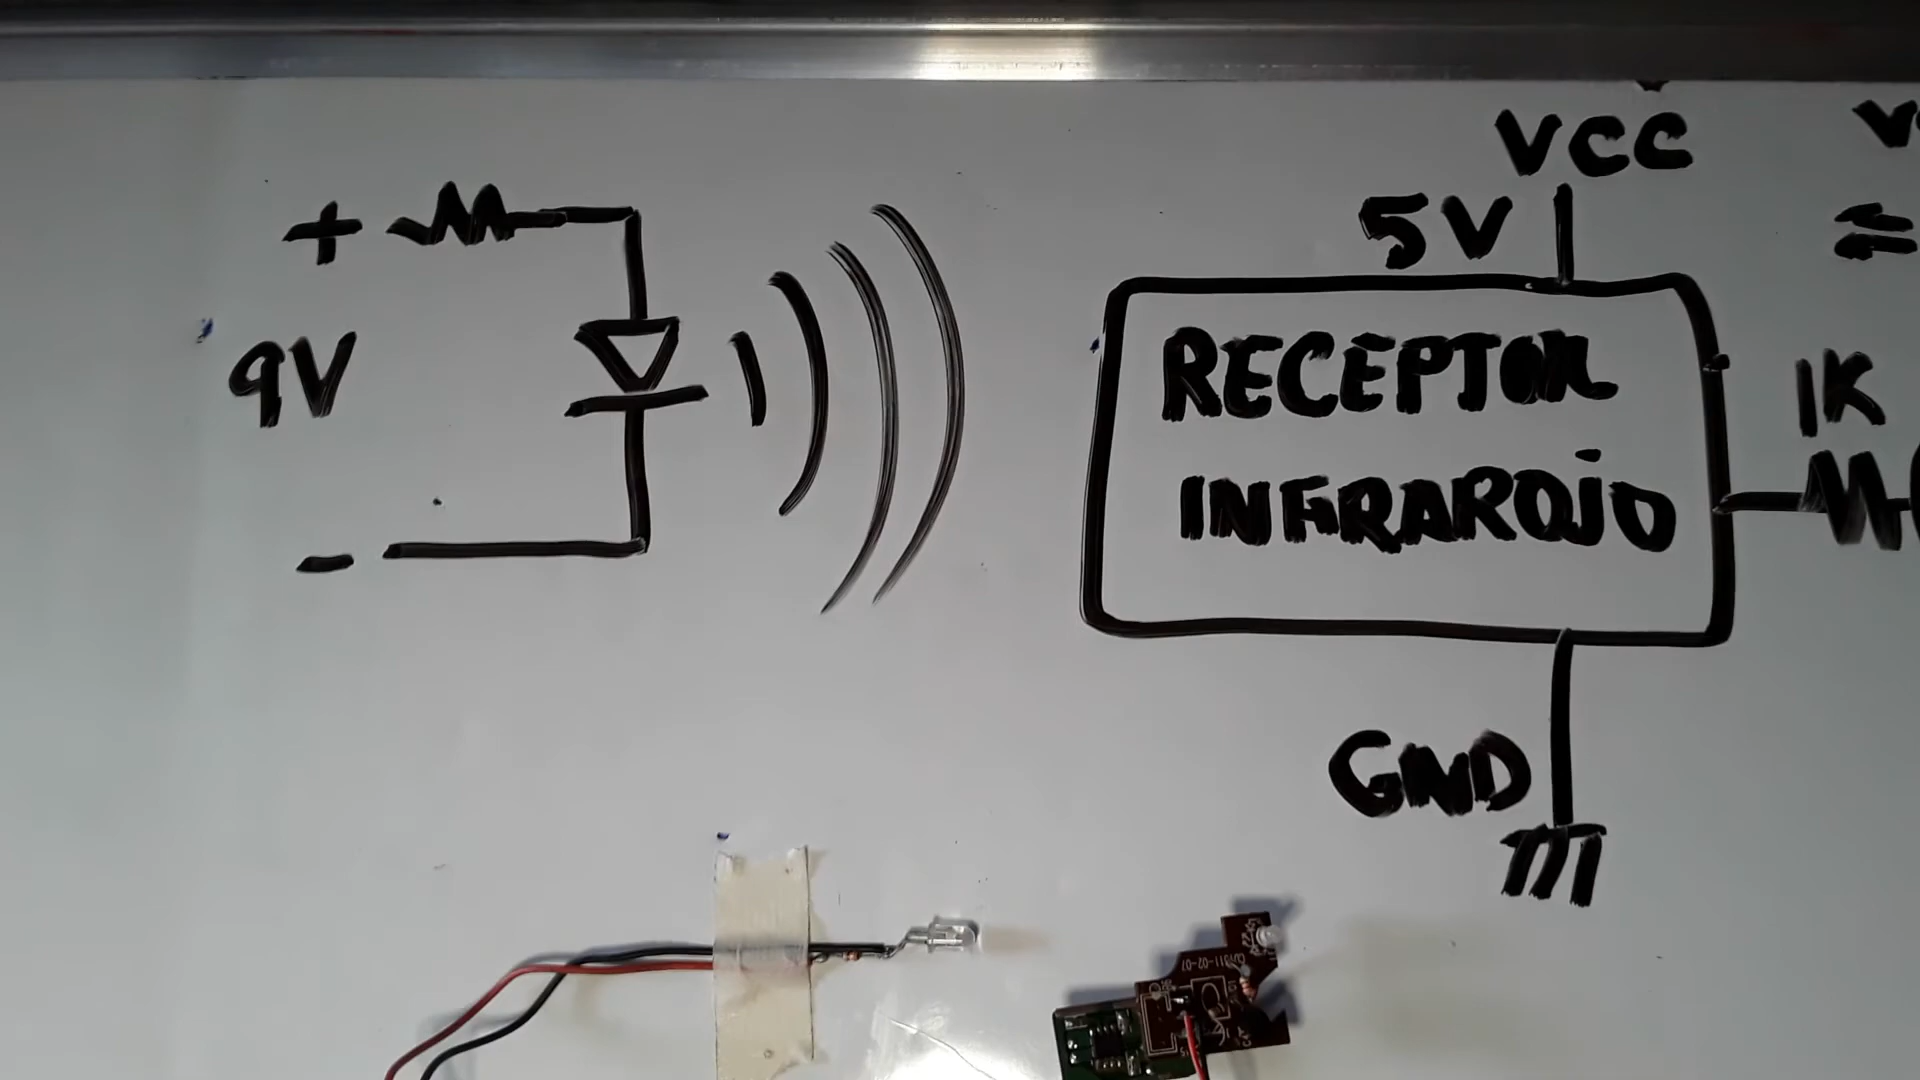 VCC
+
5V
9V
RECEPTOR
INFRAROJO
1K
-
GND